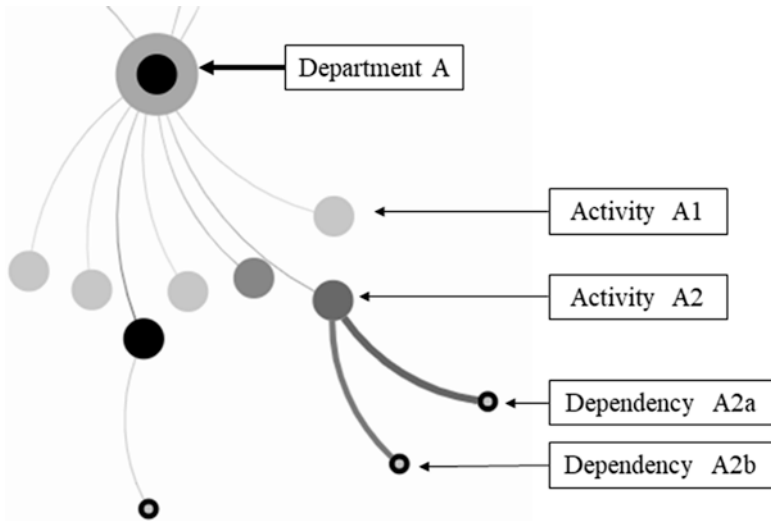 Department A
Activity A1
Activity A2
Dependency A2a
Dependency A2b